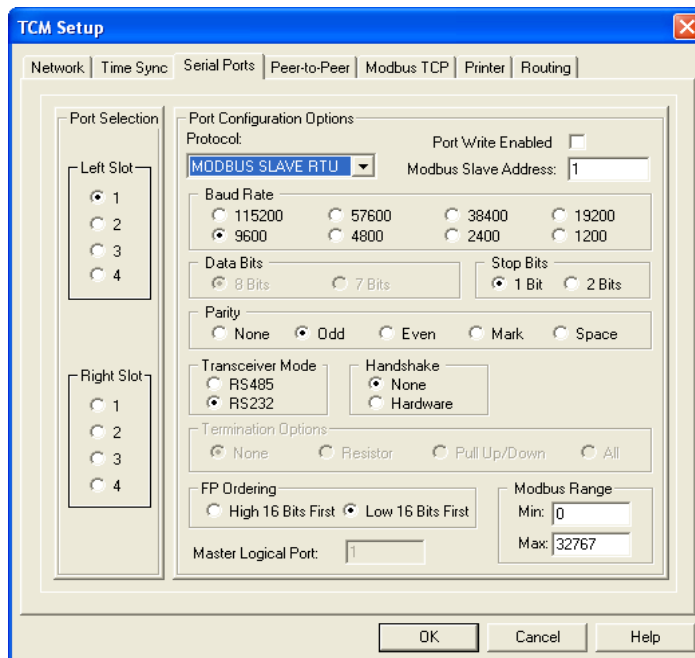 TCM Setup
Network Time Sync Serial Ports Peer-to-Peer Modbus TCP Printer Routing
Port Selection
Left Slot
1
2
3
4
Right Slot
1
2
3
4
Port Configuration Options
Protocol:
MODBUS SLAVE RTU
Port Write Enabled
Modbus Slave Address: 1
Baud Rate
115200 57600 38400 19200
9600 4800 2400 1200
Data Bits
8 Bits 7 Bits
Stop Bits
1 Bit 2 Bits
Parity
None Odd Even Mark Space
Transceiver Mode
RS485
RS232
Handshake
None
Hardware
Termination Options
None Resistor Pull Up/Down All
FP Ordering
High 16 Bits First Low 16 Bits First
Modbus Range
Min: 0
Max: 32767
Master Logical Port: 1
OK Cancel Help